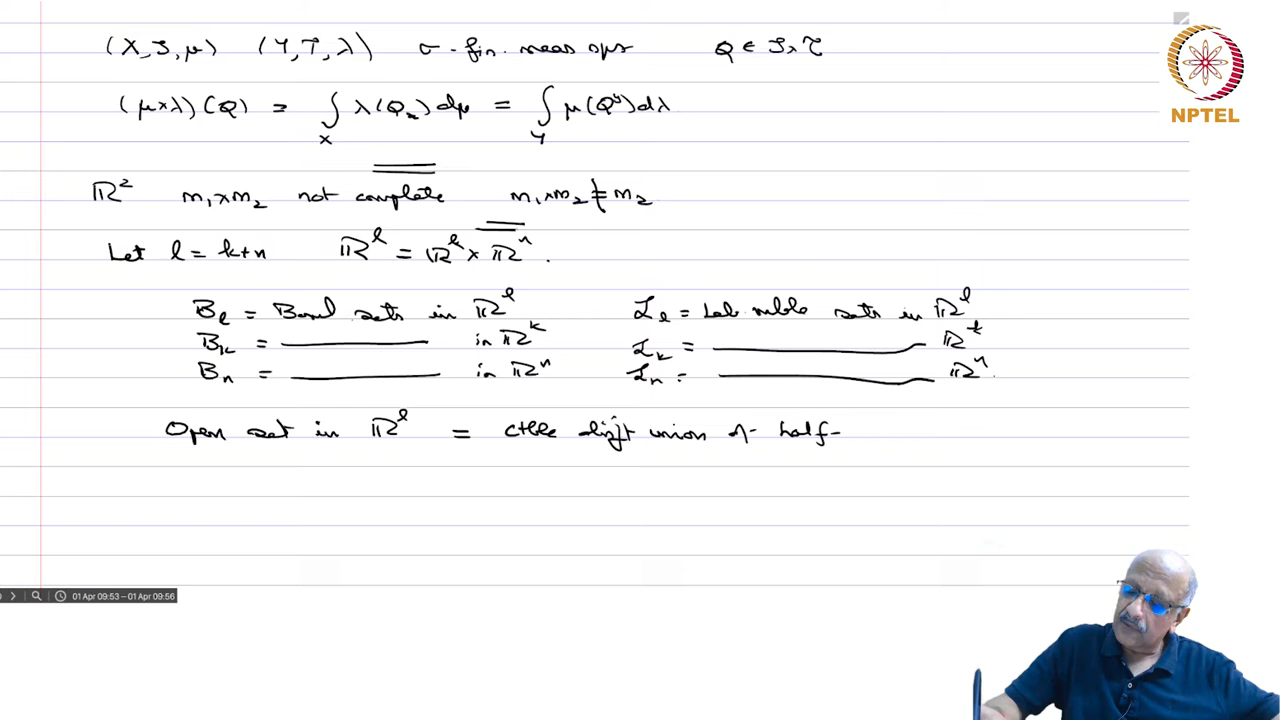 (X, S, μ) (Y, T, λ) σ-fin. meas sps Q ∈ S×T
NPTEL
(μ×λ)(Q) = ∫_X λ(Q_x) dμ = ∫_Y μ(Q^y) dλ
ℝ² m₁×m₂ not complete m₁×m₂ ≠ m₂
Let l = k+n ℝ^l = ℝ^k × ℝ^n.
B_l = Borel sets in ℝ^l L_l = Leb. mble sets in ℝ^l
B_k = ——— in ℝ^k L_k = ——— ℝ^k
B_n = ——— in ℝ^n L_n = ——— ℝ^n.
Open set in ℝ^l = ctble disjt union of half-
01 Apr 09:53 – 01 Apr 09:56